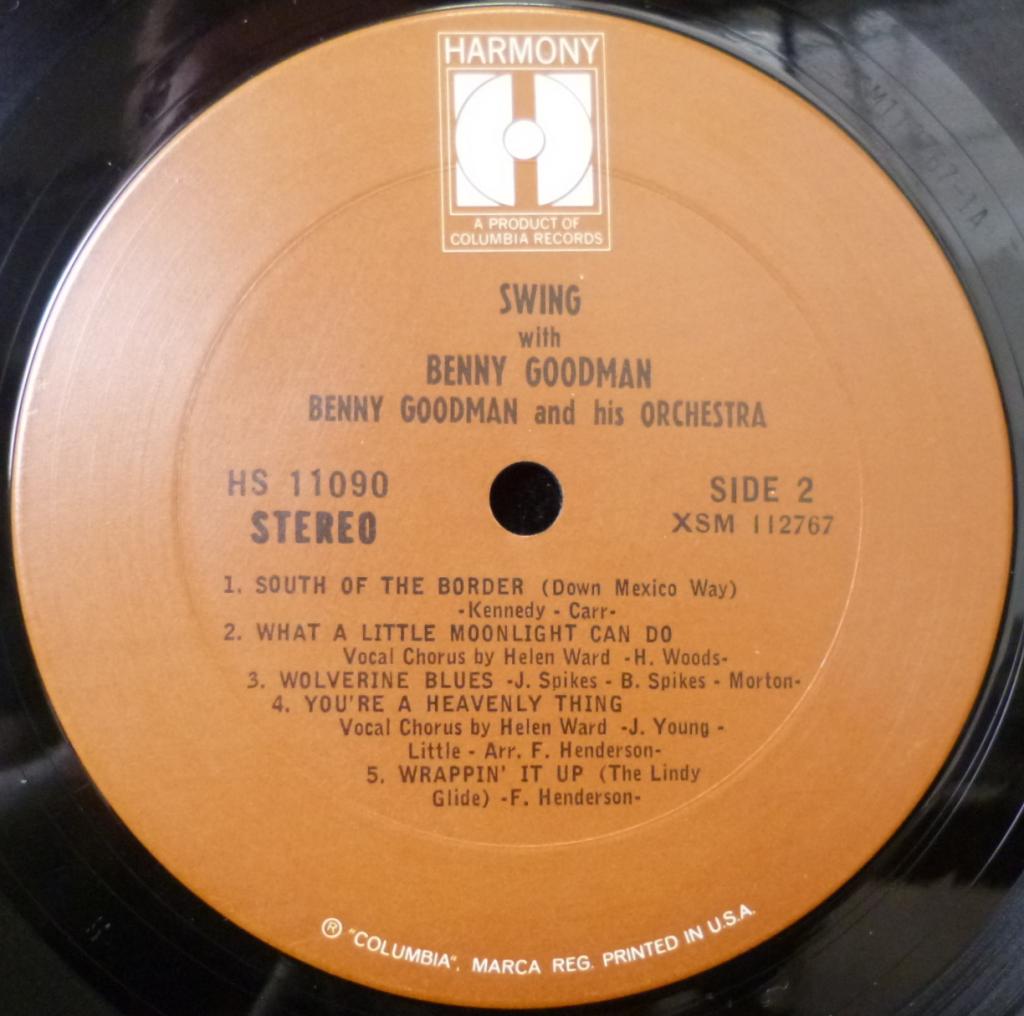 HARMONY
H
A PRODUCT OF
COLUMBIA RECORDS
SWING
with
BENNY GOODMAN
BENNY GOODMAN and his ORCHESTRA
HS 11090
STEREO
SIDE 2
XSM 112767
1. SOUTH OF THE BORDER (Down Mexico Way)
-Kennedy - Carr-
2. WHAT A LITTLE MOONLIGHT CAN DO
Vocal Chorus by Helen Ward -H. Woods-
3. WOLVERINE BLUES -J. Spikes - B. Spikes - Morton-
4. YOU'RE A HEAVENLY THING
Vocal Chorus by Helen Ward -J. Young -
Little - Arr. F. Henderson-
5. WRAPPIN' IT UP (The Lindy
Glide) -F. Henderson-
® "COLUMBIA", MARCA REG. PRINTED IN U.S.A.